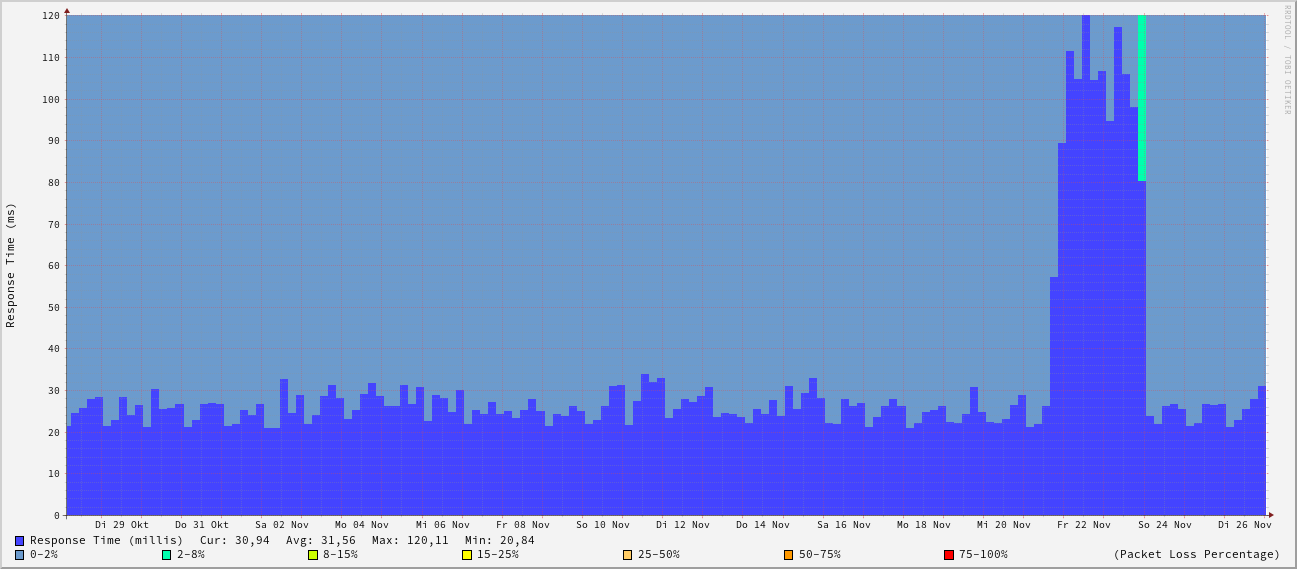 RRDTOOL / TOBI OETIKER
Response Time (ms)
120
110
100
90
80
70
60
50
40
30
20
10
0
Di 29 Okt Do 31 Okt Sa 02 Nov Mo 04 Nov Mi 06 Nov Fr 08 Nov So 10 Nov Di 12 Nov Do 14 Nov Sa 16 Nov Mo 18 Nov Mi 20 Nov Fr 22 Nov So 24 Nov Di 26 Nov
Response Time (millis) Cur: 30,94 Avg: 31,56 Max: 120,11 Min: 20,84
0-2% 2-8% 8-15% 15-25% 25-50% 50-75% 75-100% (Packet Loss Percentage)